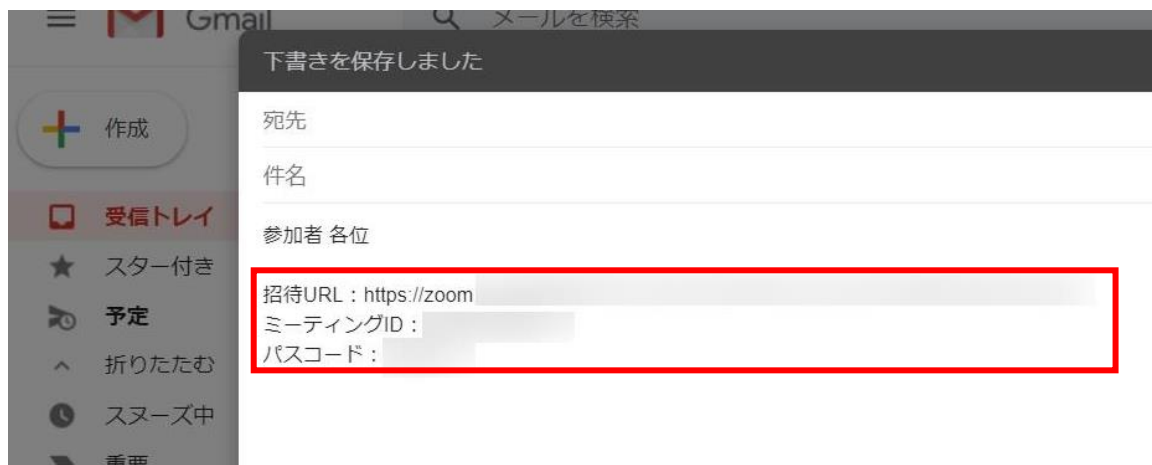 Gmail
メールを検索
下書きを保存しました
作成
宛先
件名
受信トレイ
スター付き
予定
折りたたむ
スヌーズ中
重要
参加者 各位
招待URL：https://zoom
ミーティングID：
パスコード：